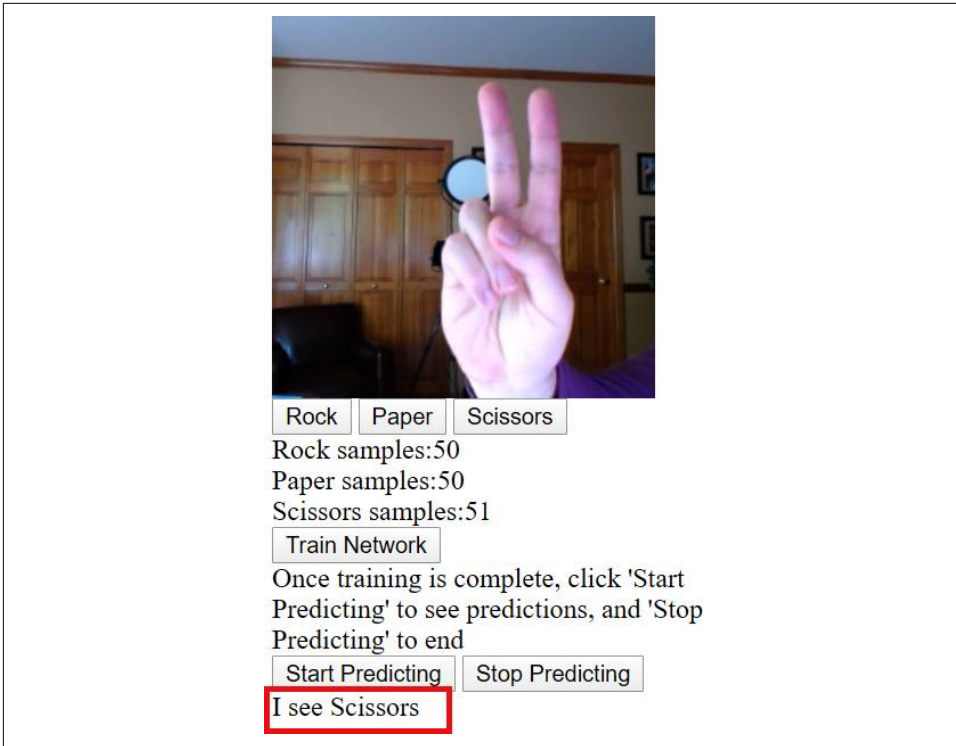 Rock Paper Scissors
Rock samples:50
Paper samples:50
Scissors samples:51
Train Network
Once training is complete, click 'Start
Predicting' to see predictions, and 'Stop
Predicting' to end
Start Predicting Stop Predicting
I see Scissors